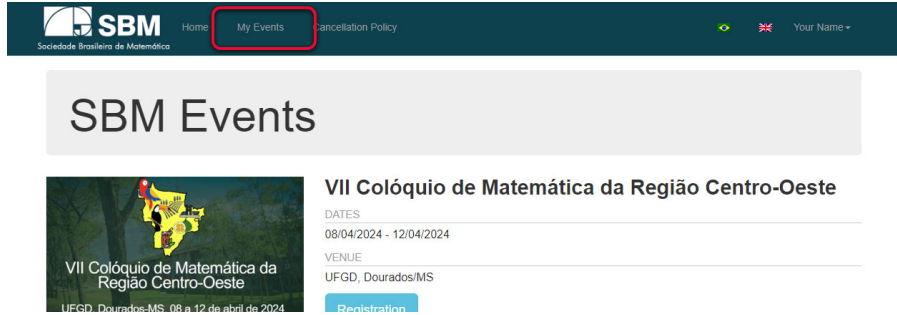 SBM
Sociedade Brasileira de Matemática
Home My Events Cancellation Policy Your Name
SBM Events
VII Colóquio de Matemática da Região Centro-Oeste
DATES
08/04/2024 - 12/04/2024
VENUE
UFGD, Dourados/MS
Registration
VII Colóquio de Matemática da
Região Centro-Oeste
UFGD, Dourados-MS, 08 a 12 de abril de 2024